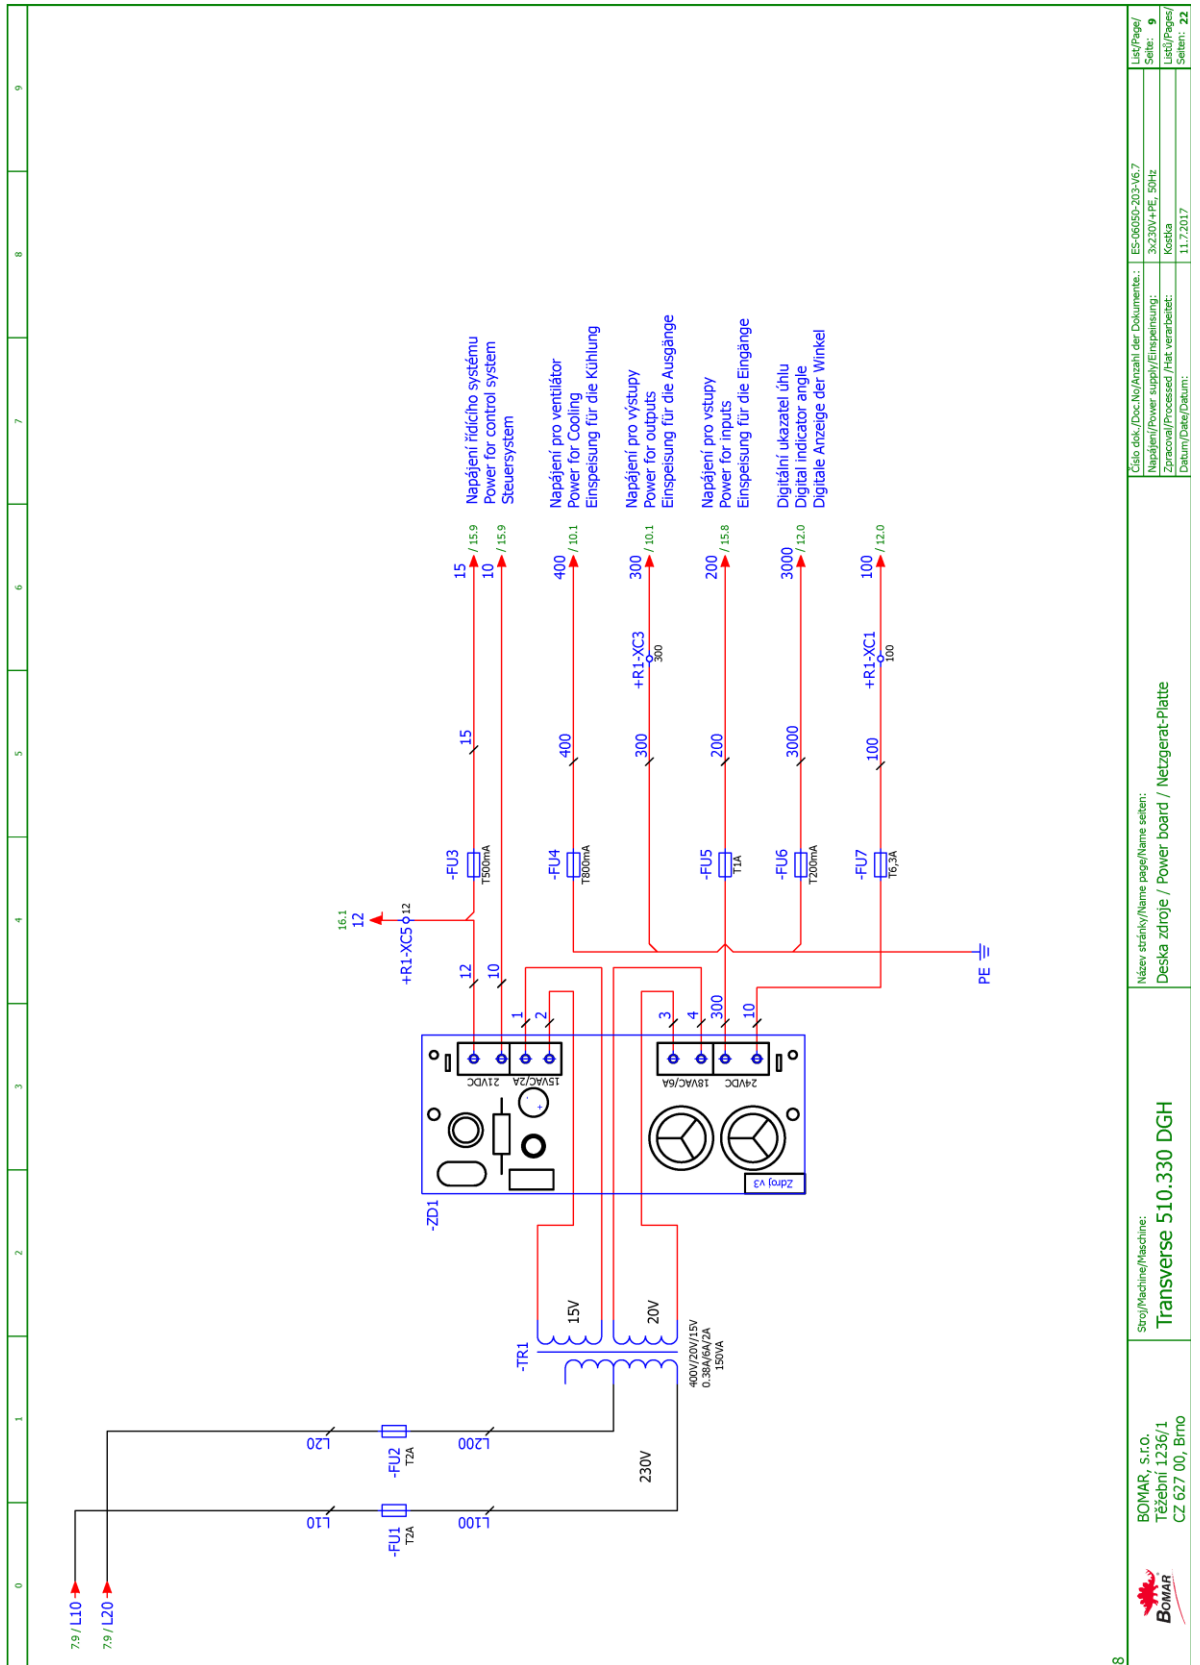 0 1 2 3 4 5 6 7 8 9
7.9 / L10
7.9 / L20
L10
L20
-FU1
T2A
-FU2
T2A
L100
L200
230V
-TR1
15V
20V
400V/20V/15V
0.38A/6A/2A
150VA
-ZD1
Zdroj v3
21VDC
15VAC/2A
18VAC/6A
24VDC
12
10
1
2
3
4
300
10
16.1
12
+R1-XC5
12
PE
-FU3
T500mA
-FU4
T800mA
-FU5
T1A
-FU6
T200mA
-FU7
T6,3A
15
400
300
200
3000
100
+R1-XC3
300
+R1-XC1
100
15 / 15.9
10 / 15.9
400 / 10.1
300 / 10.1
200 / 15.8
3000 / 12.0
100 / 12.0
Napájení řídícího systému
Power for control system
Steuersystem
Napájení pro ventilátor
Power for Cooling
Einspeisung für die Kühlung
Napájení pro výstupy
Power for outputs
Einspeisung für die Ausgänge
Napájení pro vstupy
Power for inputs
Einspeisung für die Eingänge
Digitální ukazatel úhlu
Digital indicator angle
Digitale Anzeige der Winkel
8
BOMAR
BOMAR, s.r.o.
Těžební 1236/1
CZ 627 00, Brno
Stroj/Machine/Maschine:
Transverse 510.330 DGH
Název stránky/Name page/Name seiten:
Deska zdroje / Power board / Netzgerat-Platte
Číslo dok./Doc.No/Anzahl der Dokumente.: ES-06050-203-V6.7
Napájení/Power supply/Einspeinsung: 3x230V+PE, 50Hz
Zpracoval/Processed /Hat verarbeitet: Kostka
Datum/Date/Datum: 11.7.2017
List/Page/
Seite: 9
Listů/Pages/
Seiten: 22